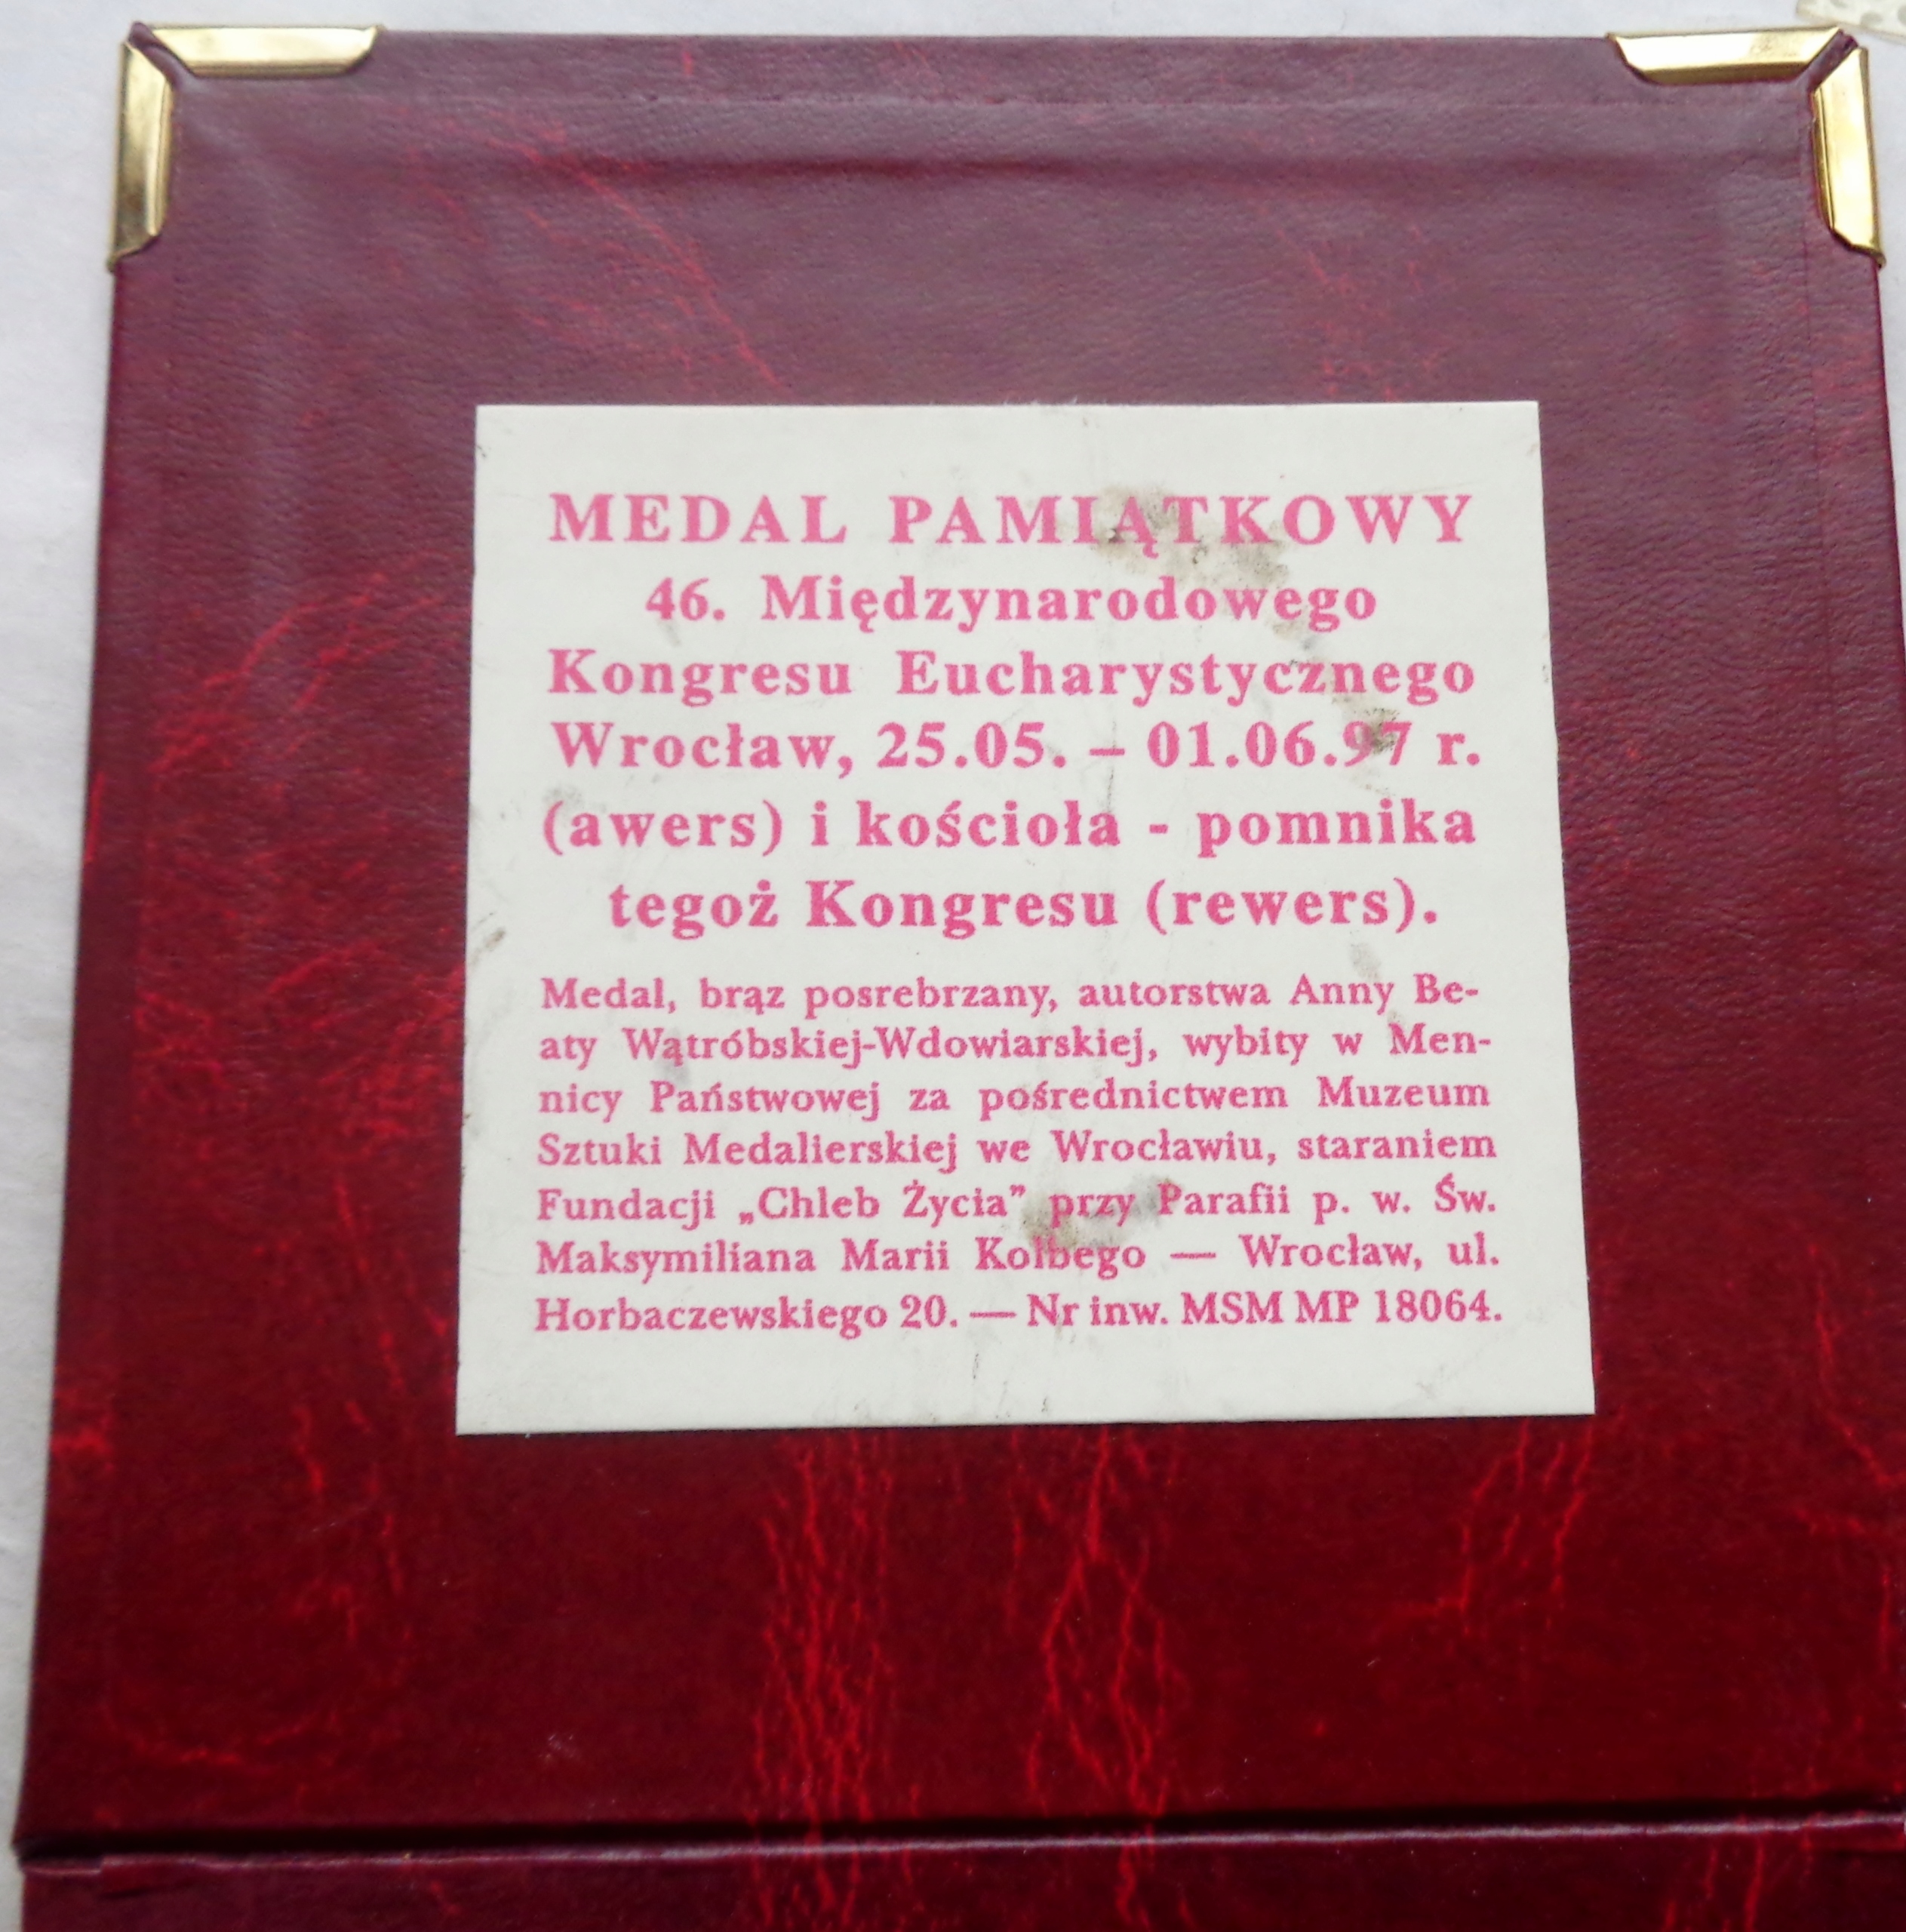 MEDAL PAMIĄTKOWY
46. Międzynarodowego
Kongresu Eucharystycznego
Wrocław, 25.05. – 01.06.97 r.
(awers) i kościoła - pomnika
tegoż Kongresu (rewers).
Medal, brąz posrebrzany, autorstwa Anny Be-
aty Wątróbskiej-Wdowiarskiej, wybity w Men-
nicy Państwowej za pośrednictwem Muzeum
Sztuki Medalierskiej we Wrocławiu, staraniem
Fundacji „Chleb Życia” przy Parafii p. w. Św.
Maksymiliana Marii Kolbego — Wrocław, ul.
Horbaczewskiego 20. — Nr inw. MSM MP 18064.